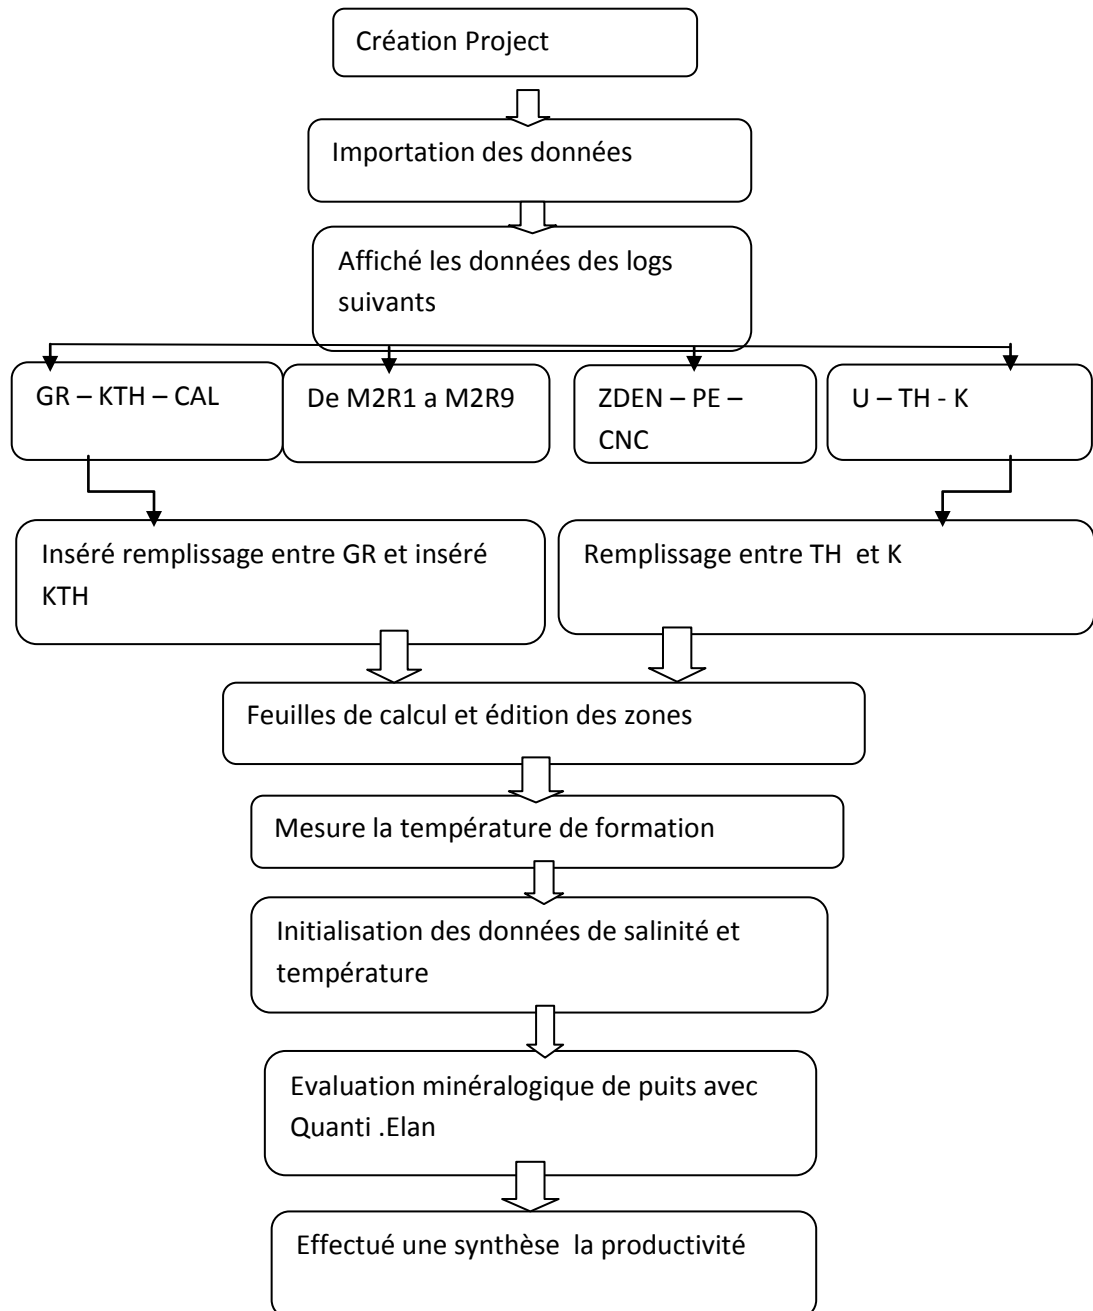 Création Project
Importation des données
Affiché les données des logs
suivants
GR – KTH – CAL
De M2R1 a M2R9
ZDEN – PE –
CNC
U – TH - K
Inséré remplissage entre GR et inséré
KTH
Remplissage entre TH et K
Feuilles de calcul et édition des zones
Mesure la température de formation
Initialisation des données de salinité et
température
Evaluation minéralogique de puits avec
Quanti .Elan
Effectué une synthèse la productivité